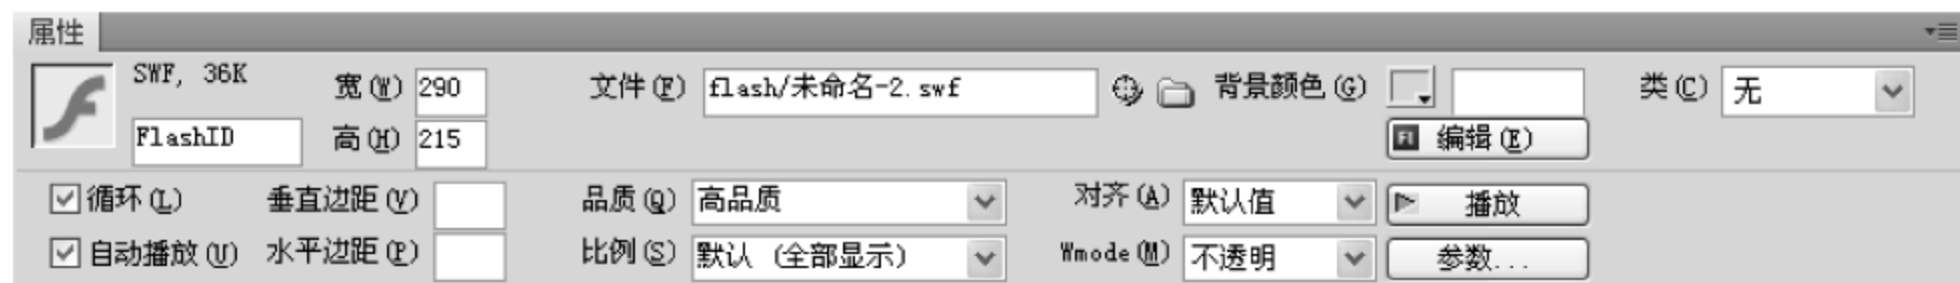 属性
SWF, 36K 宽(W) 290 文件(F) flash/未命名-2.swf 背景颜色(G) 类(C) 无
FlashID 高(H) 215 编辑(E)
循环(L) 垂直边距(V) 品质(Q) 高品质 对齐(A) 默认值 播放
自动播放(U) 水平边距(P) 比例(S) 默认 (全部显示) Wmode(M) 不透明 参数...